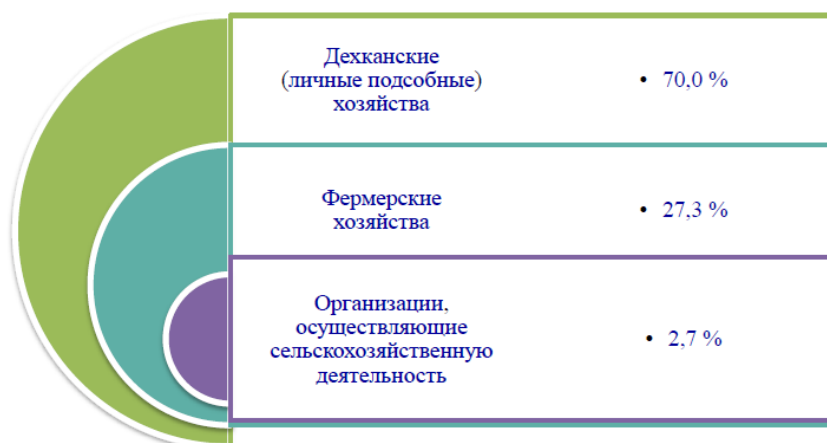 Дехканские
(личные подсобные)
хозяйства
• 70,0 %
Фермерские
хозяйства
• 27,3 %
Организации,
осуществляющие
сельскохозяйственную
деятельность
• 2,7 %